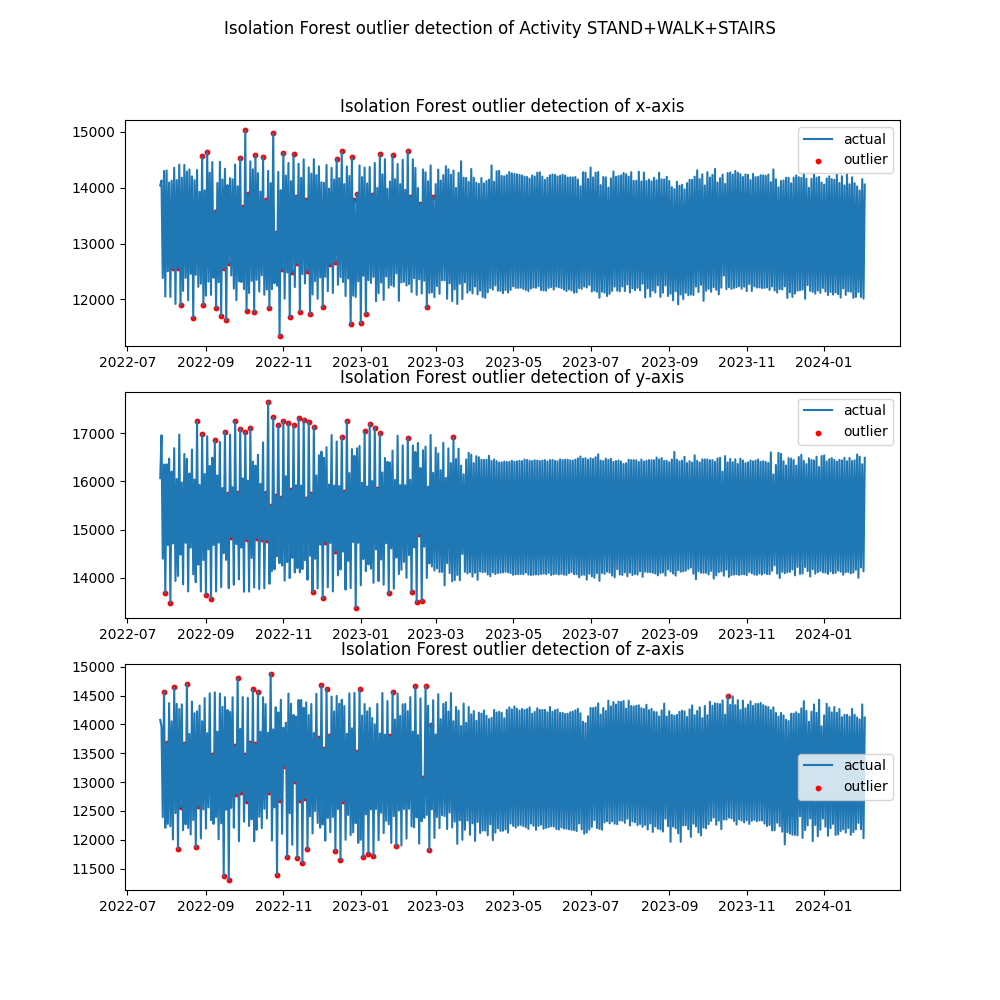 Isolation Forest outlier detection of Activity STAND+WALK+STAIRS
Isolation Forest outlier detection of x-axis
15000
14000
13000
12000
actual
outlier
2022-07 2022-09 2022-11 2023-01 2023-03 2023-05 2023-07 2023-09 2023-11 2024-01
Isolation Forest outlier detection of y-axis
17000
16000
15000
14000
actual
outlier
2022-07 2022-09 2022-11 2023-01 2023-03 2023-05 2023-07 2023-09 2023-11 2024-01
Isolation Forest outlier detection of z-axis
15000
14500
14000
13500
13000
12500
12000
11500
actual
outlier
2022-07 2022-09 2022-11 2023-01 2023-03 2023-05 2023-07 2023-09 2023-11 2024-01